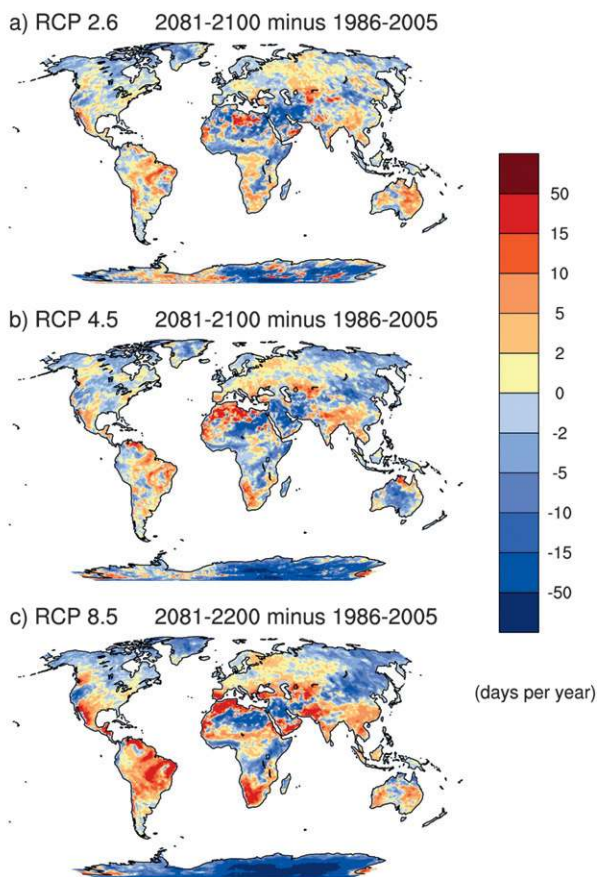 a) RCP 2.6 2081-2100 minus 1986-2005
b) RCP 4.5 2081-2100 minus 1986-2005
c) RCP 8.5 2081-2200 minus 1986-2005
50
15
10
5
2
0
-2
-5
-10
-15
-50
(days per year)